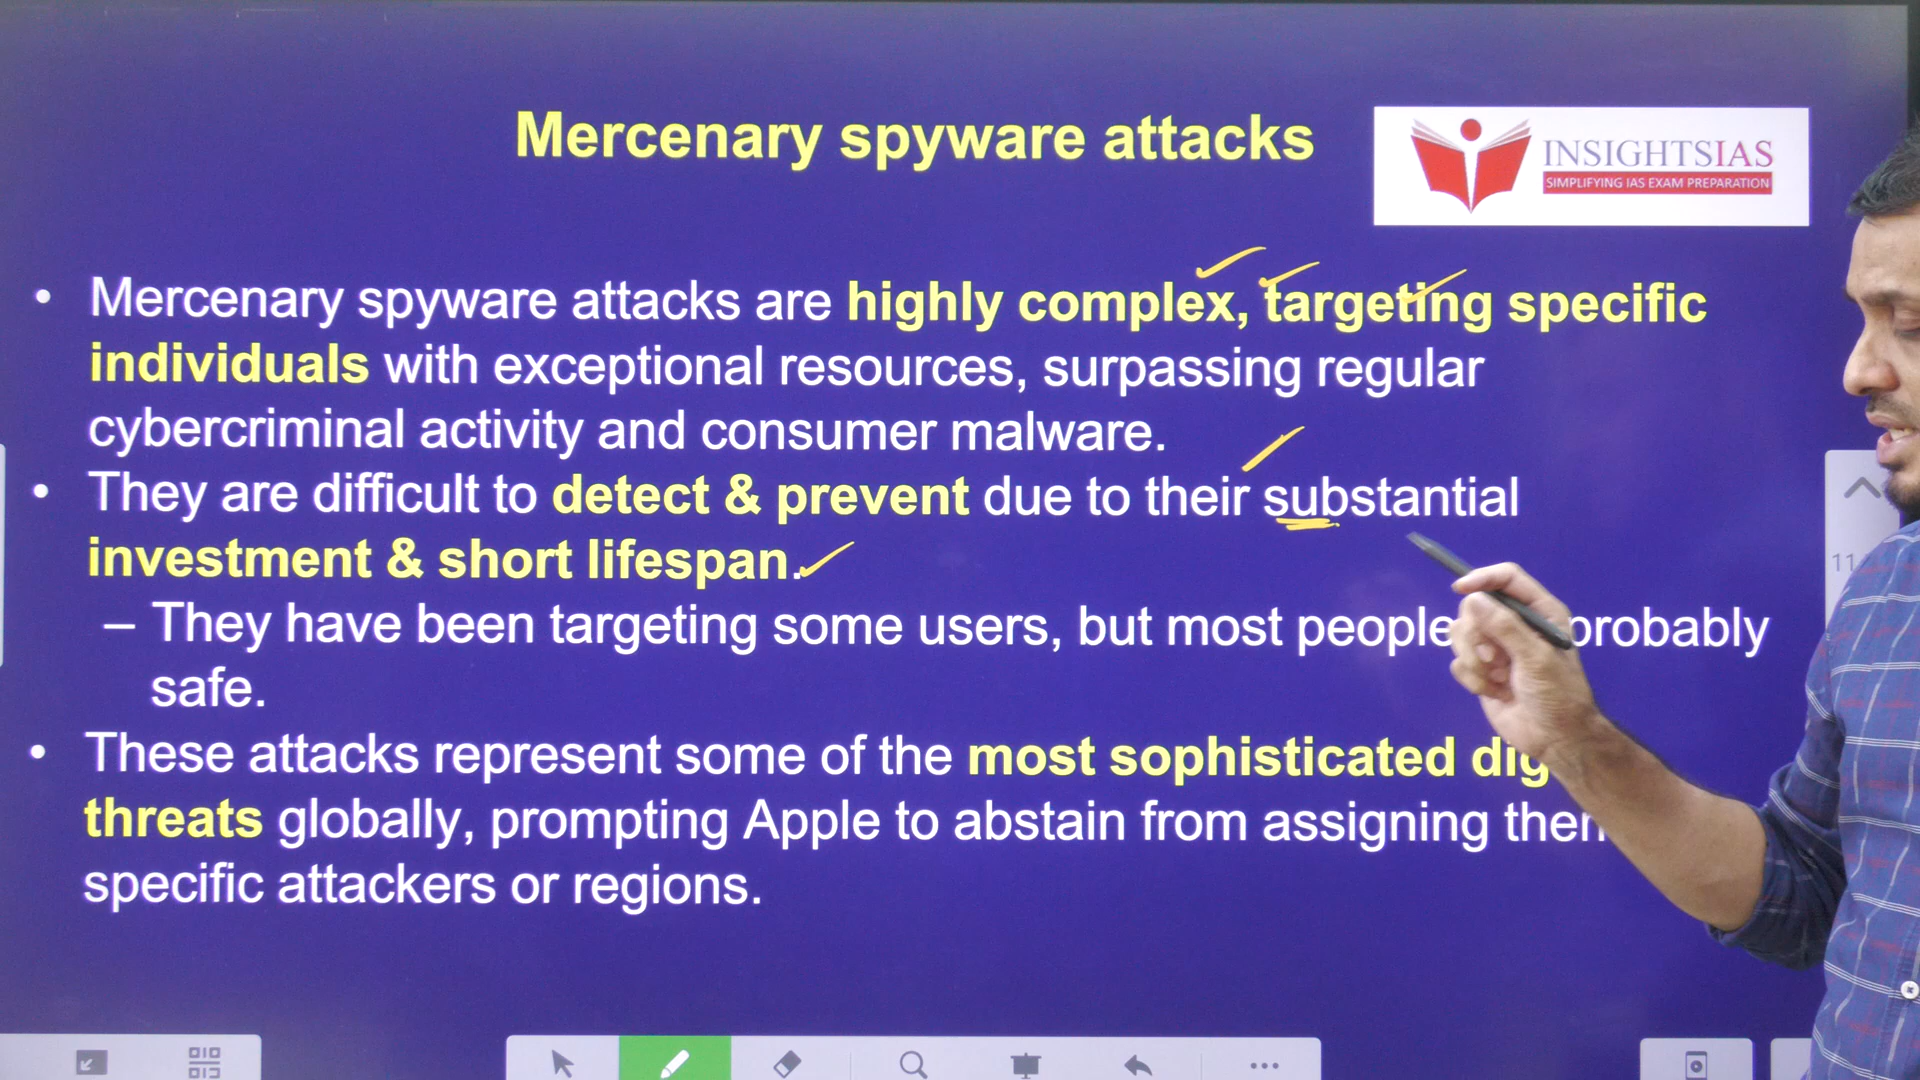 Mercenary spyware attacks
INSIGHTSIAS
SIMPLIFYING IAS EXAM PREPARATION
• Mercenary spyware attacks are highly complex, targeting specific
individuals with exceptional resources, surpassing regular
cybercriminal activity and consumer malware.
• They are difficult to detect & prevent due to their substantial
investment & short lifespan.
– They have been targeting some users, but most people probably
safe.
• These attacks represent some of the most sophisticated dig
threats globally, prompting Apple to abstain from assigning
specific attackers or regions.